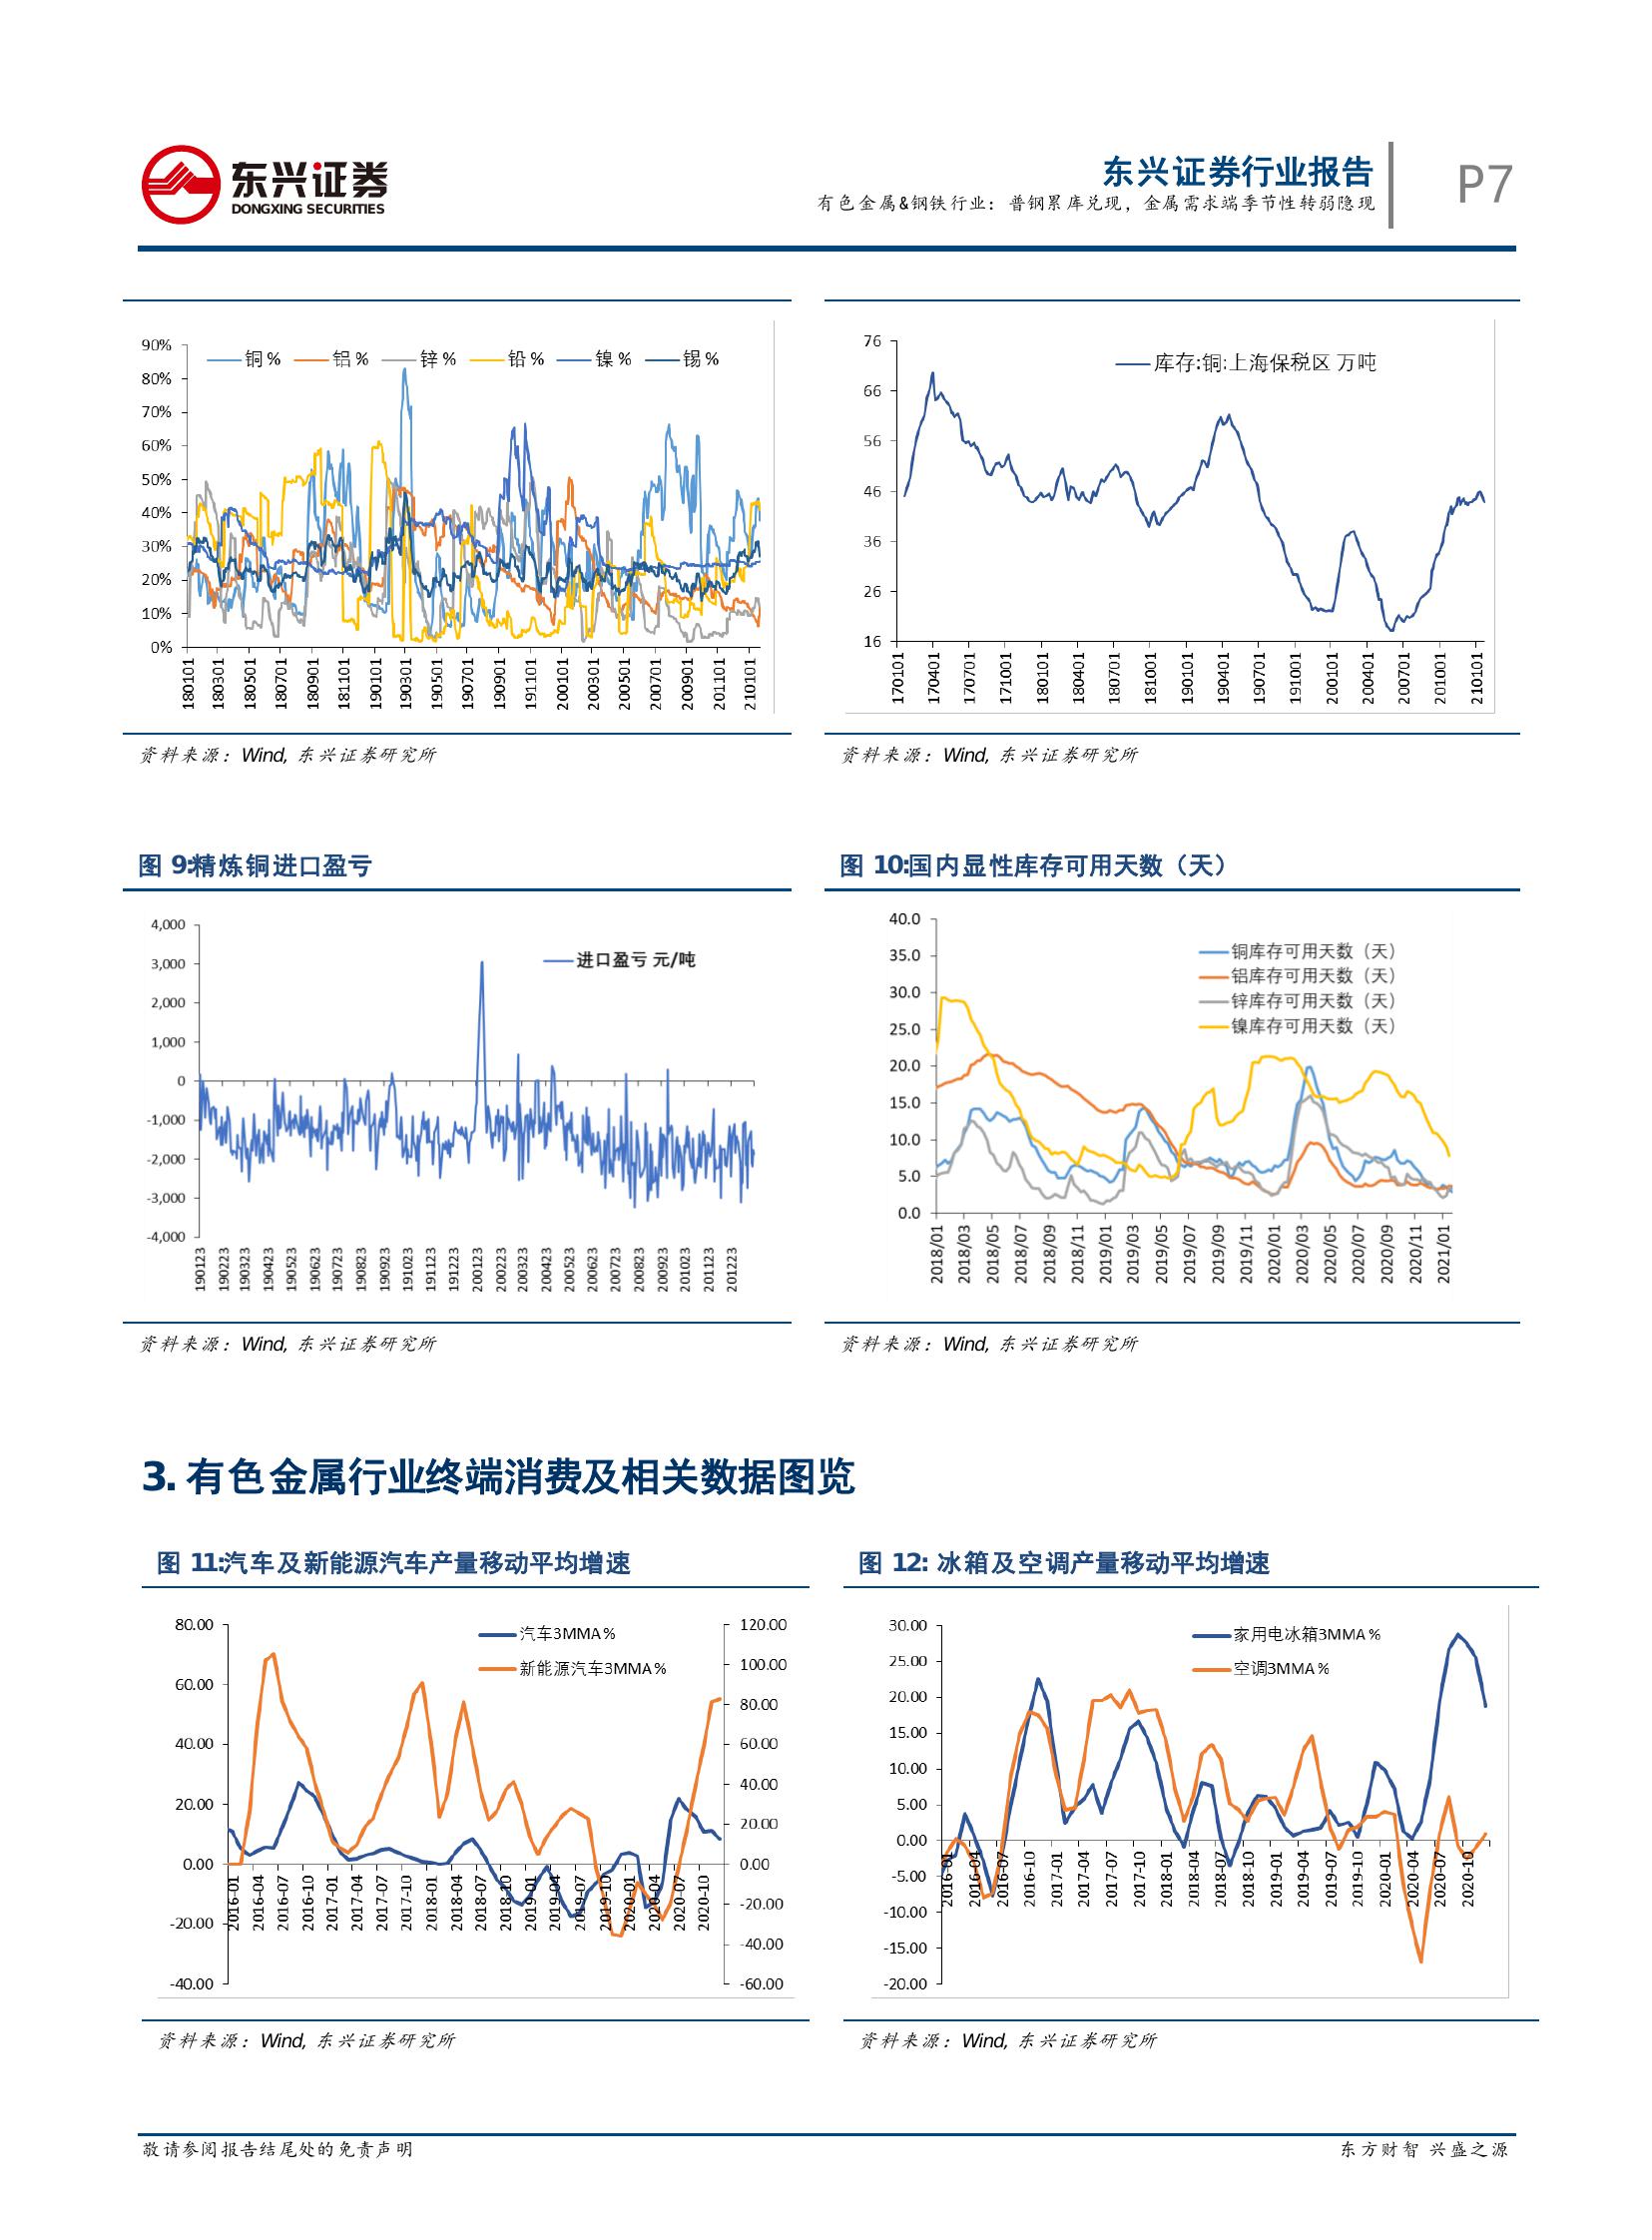 东兴证券
DONGXING SECURITIES
东兴证券行业报告
有色金属&钢铁行业：普钢累库兑现，金属需求端季节性转弱隐现
P7
铜 % 铝 % 锌 % 铅 % 镍 % 锡 %
90%
80%
70%
60%
50%
40%
30%
20%
10%
0%
180101 180301 180501 180701 180901 181101 190101 190301 190501 190701 190901 191101 200101 200301 200501 200701 200901 201101 210101
库存:铜:上海保税区 万吨
76
66
56
46
36
26
16
170101 170401 170701 171001 180101 180401 180701 181001 190101 190401 190701 191001 200101 200401 200701 201001 210101
资料来源：Wind, 东兴证券研究所
资料来源：Wind, 东兴证券研究所
图 9:精炼铜进口盈亏
进口盈亏 元/吨
4,000
3,000
2,000
1,000
0
-1,000
-2,000
-3,000
-4,000
190123 190223 190323 190423 190523 190623 190723 190823 190923 191023 191123 191223 200123 200223 200323 200423 200523 200623 200723 200823 200923 201023 201123 201223
图 10:国内显性库存可用天数（天）
铜库存可用天数（天）
铝库存可用天数（天）
锌库存可用天数（天）
镍库存可用天数（天）
40.0
35.0
30.0
25.0
20.0
15.0
10.0
5.0
0.0
2018/01 2018/03 2018/05 2018/07 2018/09 2018/11 2019/01 2019/03 2019/05 2019/07 2019/09 2019/11 2020/01 2020/03 2020/05 2020/07 2020/09 2020/11 2021/01
资料来源：Wind, 东兴证券研究所
资料来源：Wind, 东兴证券研究所
3. 有色金属行业终端消费及相关数据图览
图 11:汽车及新能源汽车产量移动平均增速
汽车3MMA%
新能源汽车3MMA%
80.00
60.00
40.00
20.00
0.00
-20.00
-40.00
120.00
100.00
80.00
60.00
40.00
20.00
0.00
-20.00
-40.00
-60.00
2016-01 2016-04 2016-07 2016-10 2017-01 2017-04 2017-07 2017-10 2018-01 2018-04 2018-07 2018-10 2019-01 2019-04 2019-07 2019-10 2020-01 2020-04 2020-07 2020-10
图 12: 冰箱及空调产量移动平均增速
家用电冰箱3MMA%
空调3MMA%
30.00
25.00
20.00
15.00
10.00
5.00
0.00
-5.00
-10.00
-15.00
-20.00
2016-01 2016-04 2016-07 2016-10 2017-01 2017-04 2017-07 2017-10 2018-01 2018-04 2018-07 2018-10 2019-01 2019-04 2019-07 2019-10 2020-01 2020-04 2020-07 2020-10
资料来源：Wind, 东兴证券研究所
资料来源：Wind, 东兴证券研究所
敬请参阅报告结尾处的免责声明
东方财智 兴盛之源